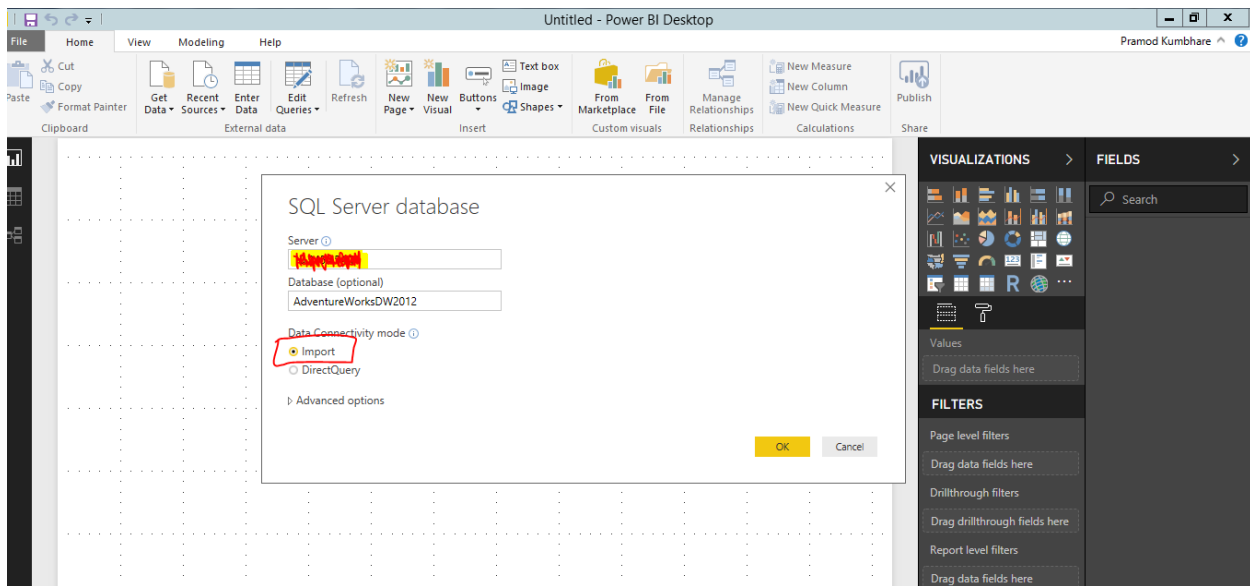 Untitled - Power BI Desktop
File Home View Modeling Help
Pramod Kumbhare
Paste
Cut
Copy
Format Painter
Clipboard
Get Data
Recent Sources
Enter Data
Edit Queries
Refresh
External data
New Page
New Visual
Buttons
Text box
Image
Shapes
Insert
From Marketplace
From File
Custom visuals
Manage Relationships
Relationships
New Measure
New Column
New Quick Measure
Calculations
Publish
Share
SQL Server database
Server
Database (optional)
AdventureWorksDW2012
Data Connectivity mode
Import
DirectQuery
Advanced options
OK Cancel
VISUALIZATIONS
123
R
Values
Drag data fields here
FILTERS
Page level filters
Drag data fields here
Drillthrough filters
Drag drillthrough fields here
Report level filters
Drag data fields here
FIELDS
Search